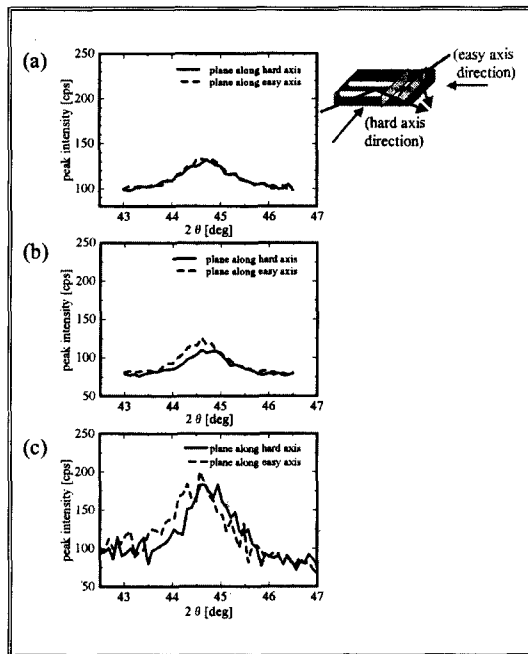 (a)
250
200
150
100
peak intensity [cps]
plane along hard axis
plane along easy axis
43 44 45 46 47
2 θ [deg]
(easy axis
direction)
(hard axis
direction)
(b)
250
200
150
100
50
peak intensity [cps]
plane along hard axis
plane along easy axis
43 44 45 46 47
2 θ [deg]
(c)
250
200
150
100
50
peak intensity [cps]
plane along hard axis
plane along easy axis
43 44 45 46 47
2 θ [deg]